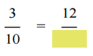 3/10 = 12/